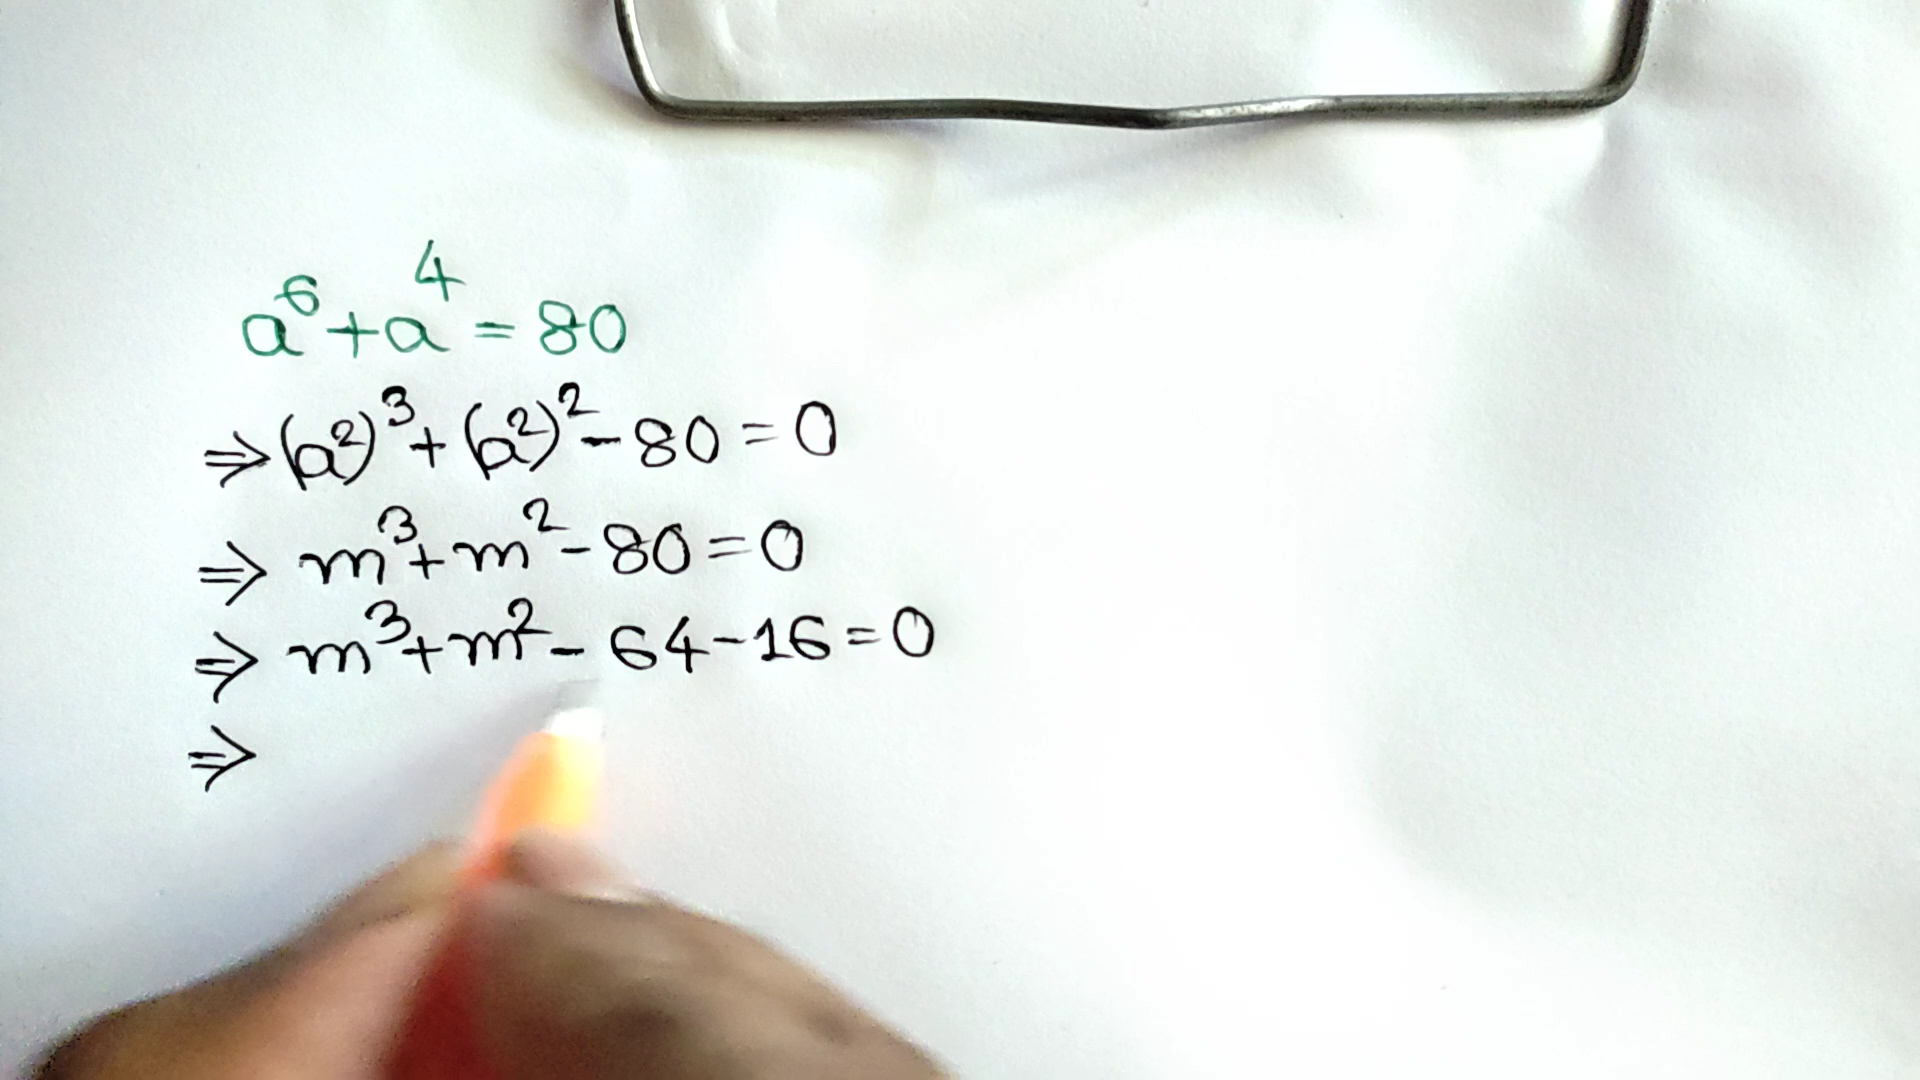 a⁶+a⁴=80
⇒(a²)³+(a²)²-80=0
⇒ m³+m²-80=0
⇒ m³+m²-64-16=0
⇒